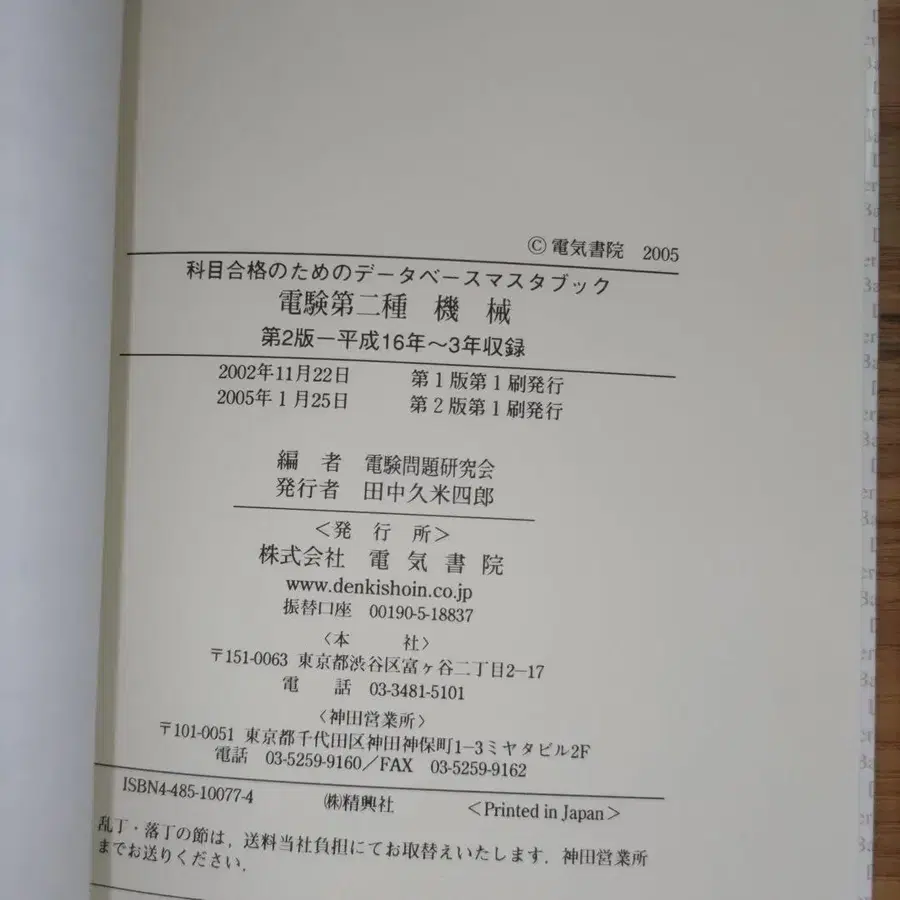 © 電気書院 2005
科目合格のためのデータベースマスタブック
電験第二種 機 械
第2版－平成16年～3年収録
2002年11月22日 第1版第1刷発行
2005年1月25日 第2版第1刷発行
編 者 電験問題研究会
発行者 田中久米四郎
＜発 行 所＞
株式会社 電 気 書 院
www.denkishoin.co.jp
振替口座 00190-5-18837
〈本 社〉
〒151-0063 東京都渋谷区富ヶ谷二丁目2-17
電 話 03-3481-5101
〈神田営業所〉
〒101-0051 東京都千代田区神田神保町1-3ミヤタビル2F
電話 03-5259-9160／FAX 03-5259-9162
ISBN4-485-10077-4 ㈱精興社 ＜Printed in Japan＞
乱丁・落丁の節は，送料当社負担にてお取替えいたします．神田営業所
までお送りください．